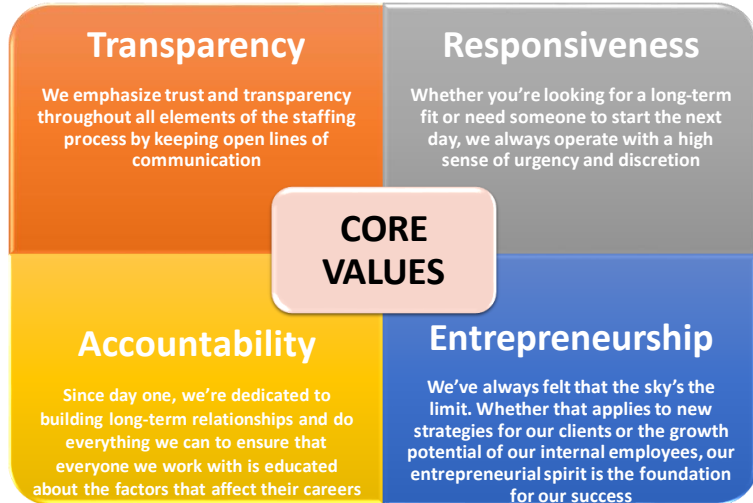 Transparency
We emphasize trust and transparency
throughout all elements of the staffing
process by keeping open lines of
communication
Responsiveness
Whether you're looking for a long-term
fit or need someone to start the next
day, we always operate with a high
sense of urgency and discretion
CORE
VALUES
Accountability
Since day one, we're dedicated to
building long-term relationships and do
everything we can to ensure that
everyone we work with is educated
about the factors that affect their careers
Entrepreneurship
We've always felt that the sky's the
limit. Whether that applies to new
strategies for our clients or the growth
potential of our internal employees, our
entrepreneurial spirit is the foundation
for our success